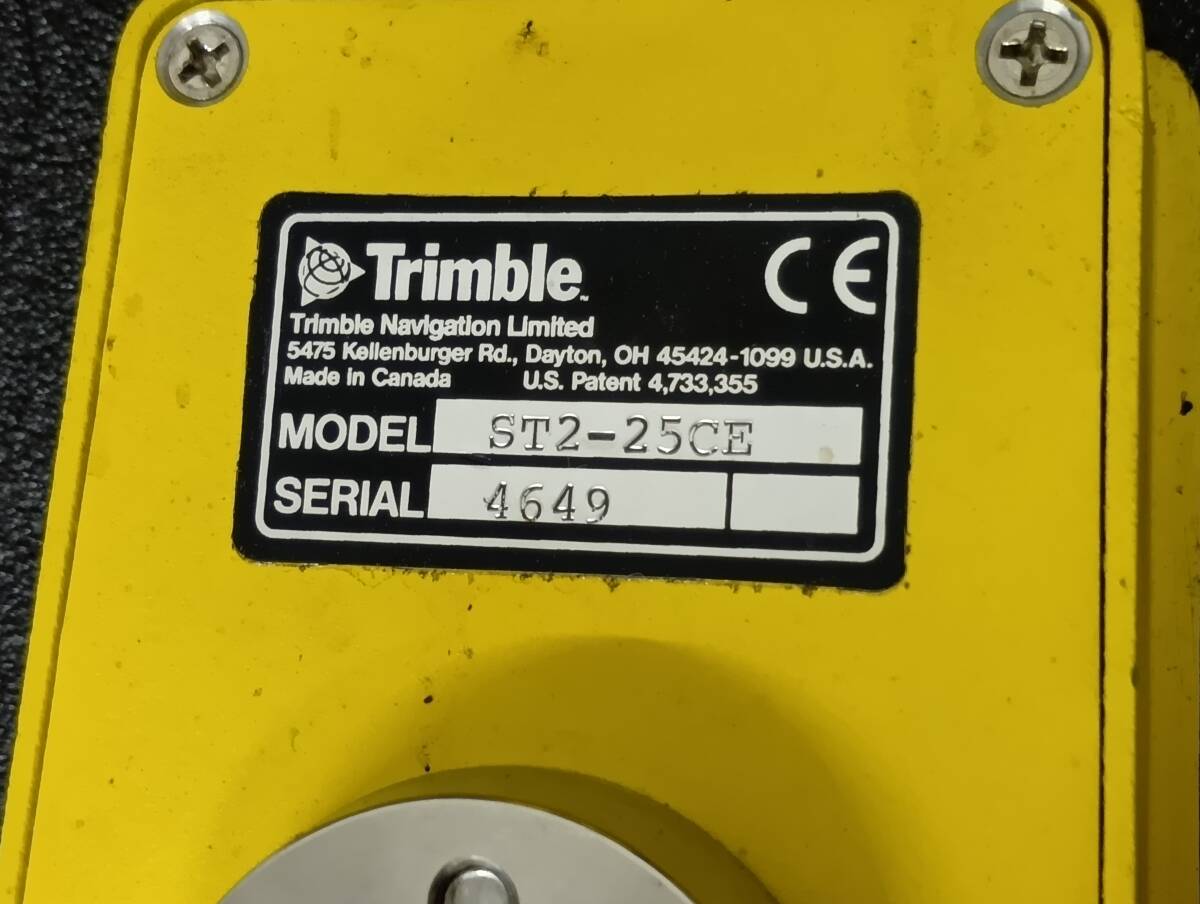 Trimble™ CE
Trimble Navigation Limited
5475 Kellenburger Rd., Dayton, OH 45424-1099 U.S.A.
Made in Canada U.S. Patent 4,733,355
MODEL ST2-25CE
SERIAL 4649